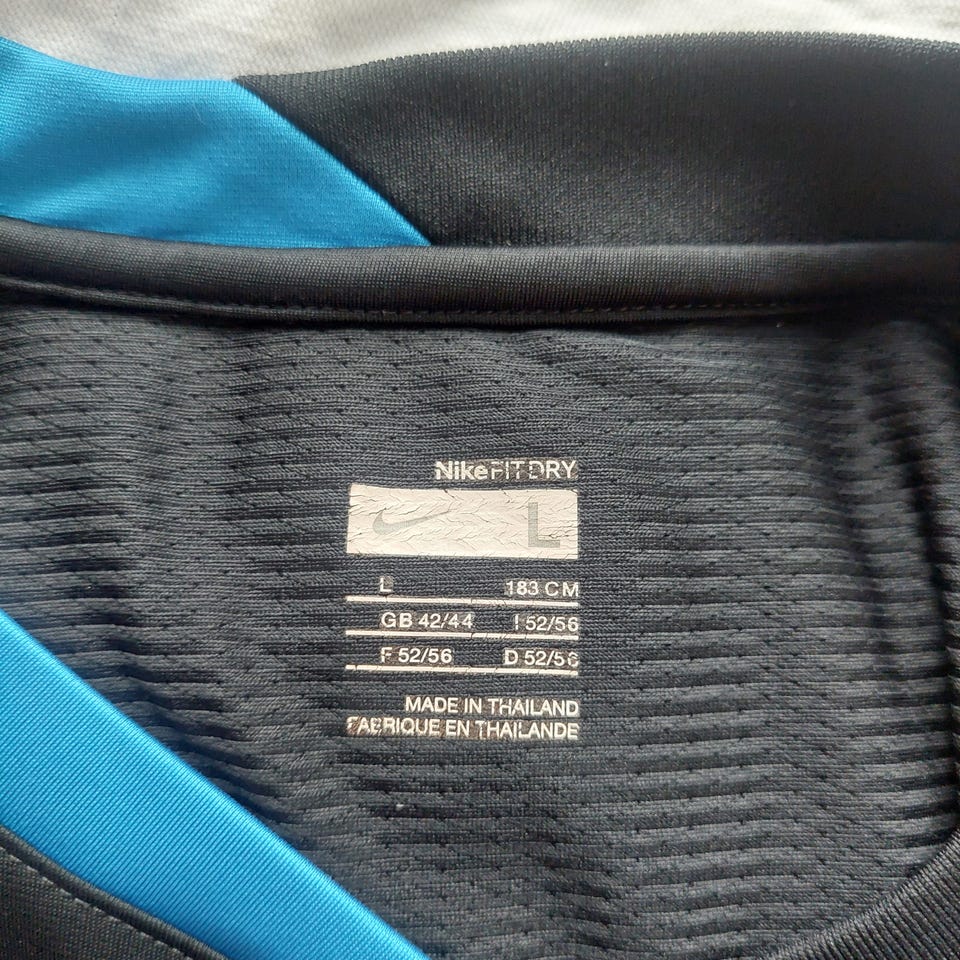 NikeFITDRY
L
L 183 CM
GB 42/44 I 52/56
F 52/56 D 52/56
MADE IN THAILAND
FABRIQUE EN THAILANDE